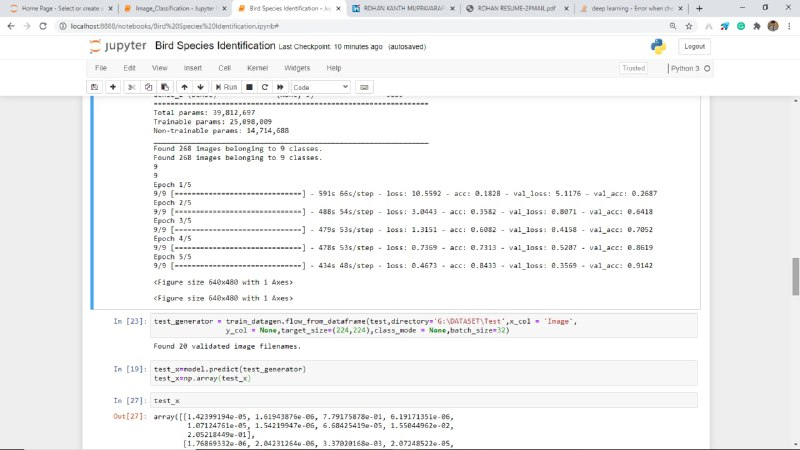 Home Page - Select or create a
Image_Classification - Jupyter
Bird Species Identification - Ju
ROHAN KANTH MUPPAVARAP
ROHAN RESUME-2PMAIL.pdf
deep learning - Error when che
localhost:8888/notebooks/Bird%20Species%20Identification.ipynb#
jupyter Bird Species Identification Last Checkpoint: 10 minutes ago (autosaved)
Logout
File Edit View Insert Cell Kernel Widgets Help
Trusted
Python 3
Run
Code
Total params: 39,812,697
Trainable params: 25,098,009
Non-trainable params: 14,714,688
Found 268 images belonging to 9 classes.
Found 268 images belonging to 9 classes.
9
9
Epoch 1/5
9/9 [==============================] - 591s 66s/step - loss: 10.5592 - acc: 0.1828 - val_loss: 5.1176 - val_acc: 0.2687
Epoch 2/5
9/9 [==============================] - 488s 54s/step - loss: 3.0443 - acc: 0.3582 - val_loss: 0.8071 - val_acc: 0.6418
Epoch 3/5
9/9 [==============================] - 479s 53s/step - loss: 1.3151 - acc: 0.6082 - val_loss: 0.4158 - val_acc: 0.7052
Epoch 4/5
9/9 [==============================] - 478s 53s/step - loss: 0.7369 - acc: 0.7313 - val_loss: 0.5207 - val_acc: 0.8619
Epoch 5/5
9/9 [==============================] - 434s 48s/step - loss: 0.4673 - acc: 0.8433 - val_loss: 0.3569 - val_acc: 0.9142
<Figure size 640x480 with 1 Axes>
<Figure size 640x480 with 1 Axes>
In [23]: test_generator = train_datagen.flow_from_dataframe(test,directory='G:\DATASET\Test',x_col = 'Image',
y_col = None,target_size=(224,224),class_mode = None,batch_size=32)
Found 20 validated image filenames.
In [19]: test_x=model.predict(test_generator)
test_x=np.array(test_x)
In [27]: test_x
Out[27]: array([[1.42399194e-05, 1.61943876e-06, 7.79175878e-01, 6.19171351e-06,
1.07124761e-05, 1.54219947e-06, 6.68425419e-05, 1.55044962e-02,
2.05218449e-01],
[1.76869332e-06, 2.04231264e-06, 3.37020168e-03, 2.07248522e-05,